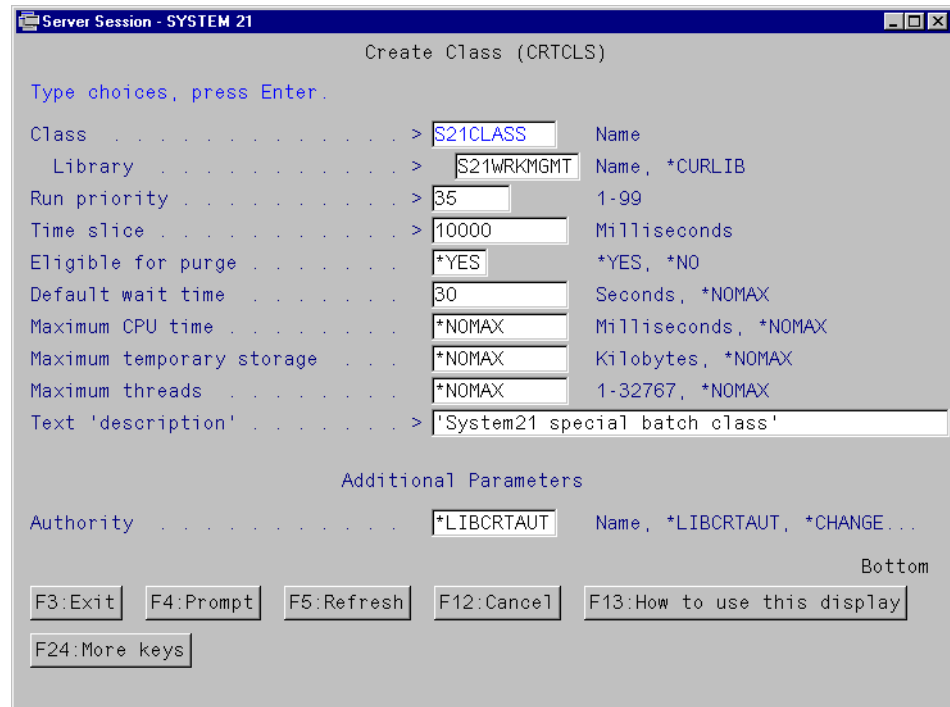 Server Session - SYSTEM 21
Create Class (CRTCLS)
Type choices, press Enter.
Class . . . . . . . . . . . . . > S21CLASS Name
Library . . . . . . . . . . . > S21WRKMGMT Name, *CURLIB
Run priority . . . . . . . . . . > 35 1-99
Time slice . . . . . . . . . . . > 10000 Milliseconds
Eligible for purge . . . . . . . *YES *YES, *NO
Default wait time . . . . . . . 30 Seconds, *NOMAX
Maximum CPU time . . . . . . . . *NOMAX Milliseconds, *NOMAX
Maximum temporary storage . . . *NOMAX Kilobytes, *NOMAX
Maximum threads . . . . . . . . *NOMAX 1-32767, *NOMAX
Text 'description' . . . . . . . > 'System21 special batch class'
Additional Parameters
Authority . . . . . . . . . . . *LIBCRTAUT Name, *LIBCRTAUT, *CHANGE...
Bottom
F3:Exit F4:Prompt F5:Refresh F12:Cancel F13:How to use this display
F24:More keys